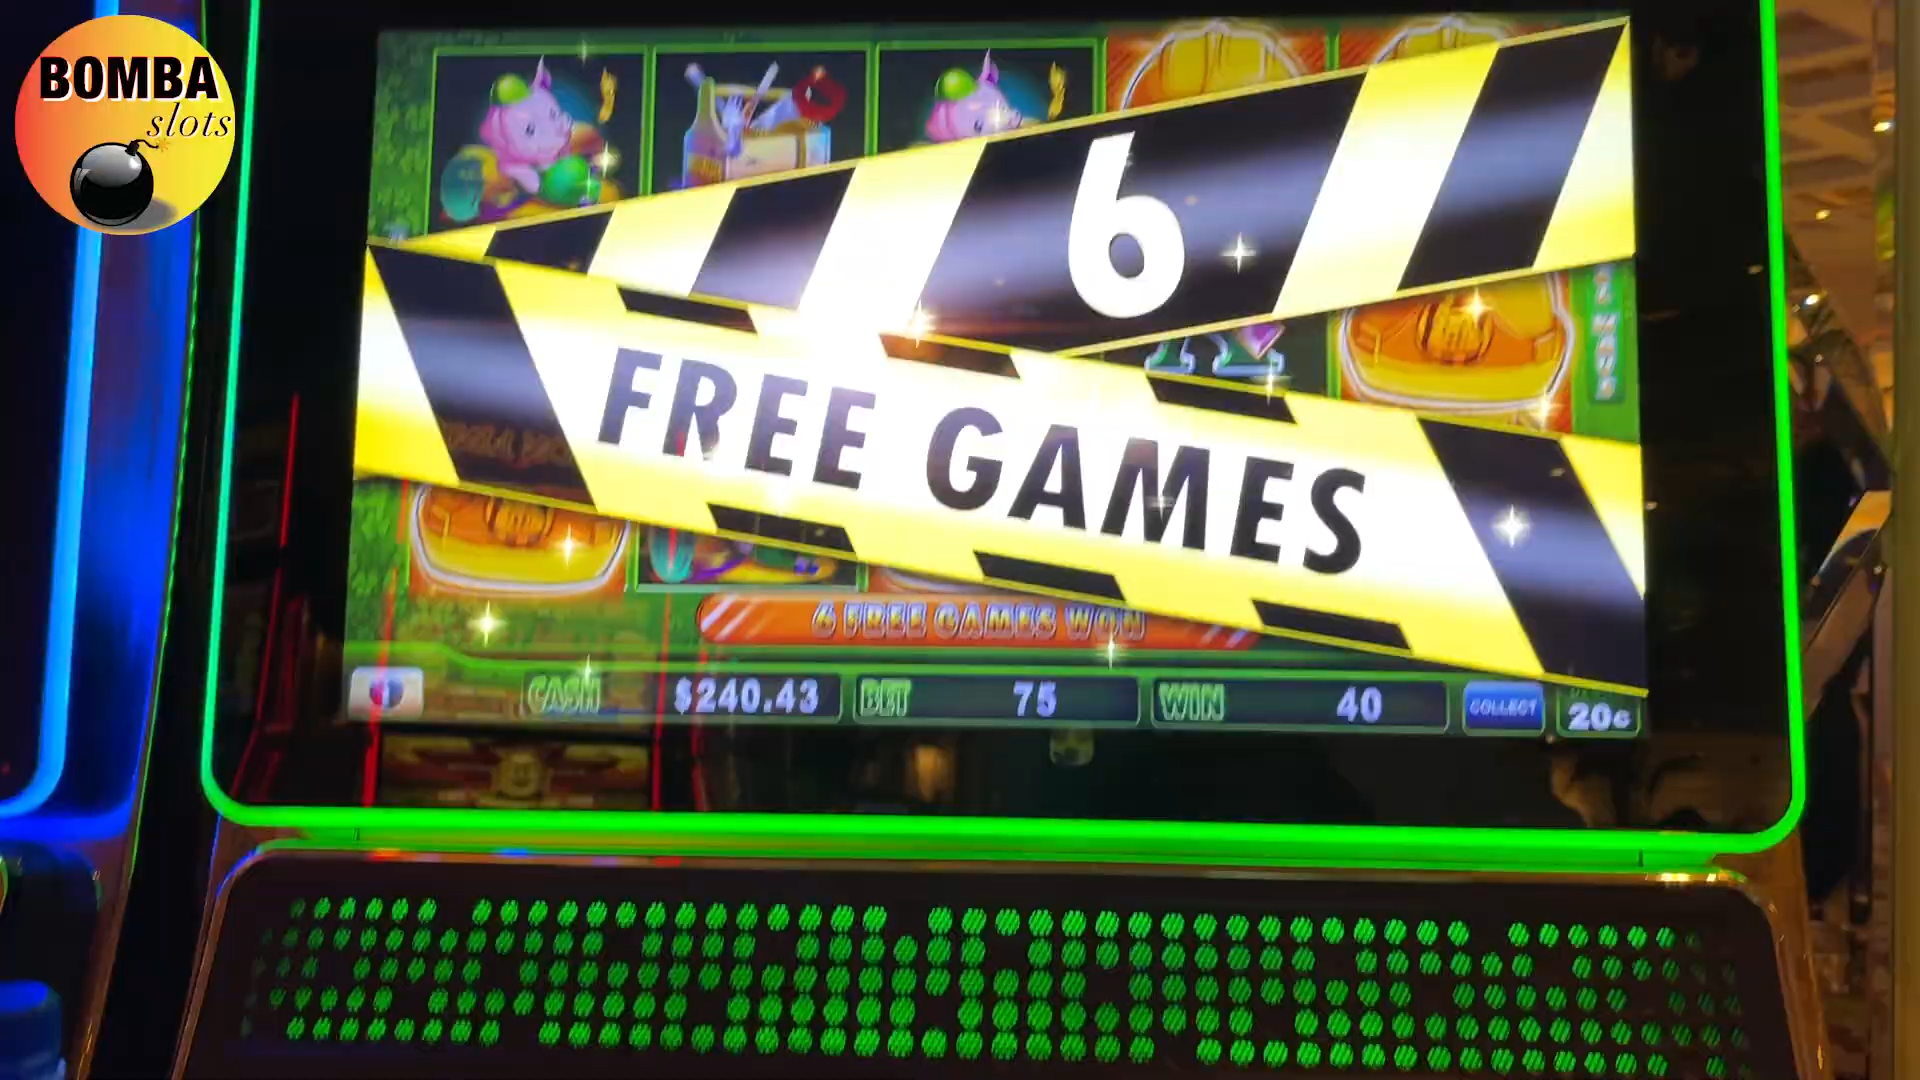 BOMBA
slots
6
FREE GAMES
6 FREE GAMES WON
CASH $240.43 BET 75 WIN 40 COLLECT 20¢